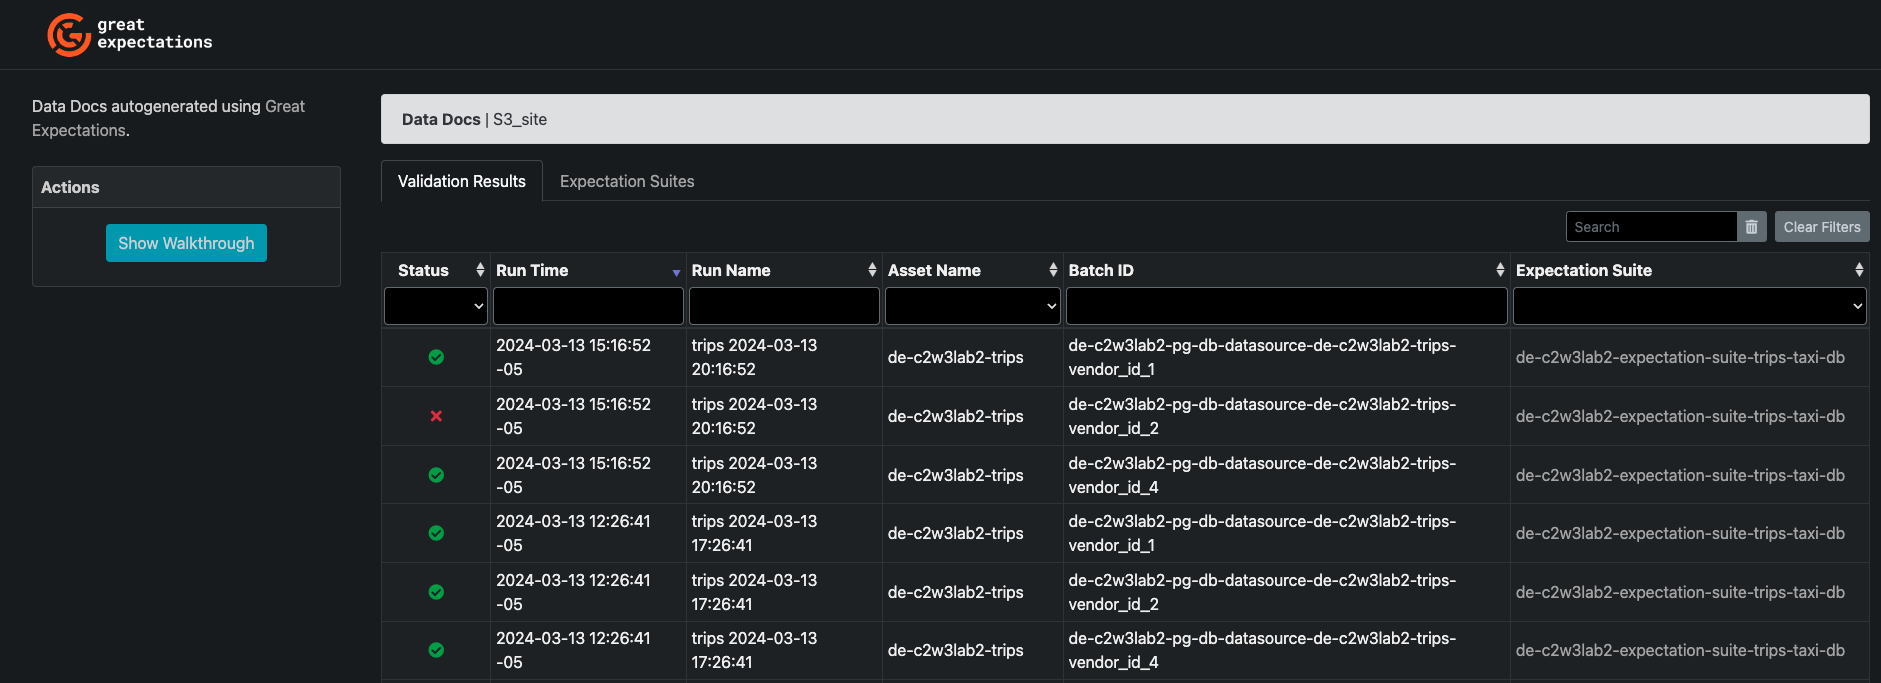 great
expectations
Data Docs autogenerated using Great
Expectations.
Actions
Show Walkthrough
Data Docs | S3_site
Validation Results
Expectation Suites
Search
Clear Filters
Status Run Time Run Name Asset Name Batch ID Expectation Suite
2024-03-13 15:16:52
-05
trips 2024-03-13
20:16:52
de-c2w3lab2-trips
de-c2w3lab2-pg-db-datasource-de-c2w3lab2-trips-
vendor_id_1
de-c2w3lab2-expectation-suite-trips-taxi-db
2024-03-13 15:16:52
-05
trips 2024-03-13
20:16:52
de-c2w3lab2-trips
de-c2w3lab2-pg-db-datasource-de-c2w3lab2-trips-
vendor_id_2
de-c2w3lab2-expectation-suite-trips-taxi-db
2024-03-13 15:16:52
-05
trips 2024-03-13
20:16:52
de-c2w3lab2-trips
de-c2w3lab2-pg-db-datasource-de-c2w3lab2-trips-
vendor_id_4
de-c2w3lab2-expectation-suite-trips-taxi-db
2024-03-13 12:26:41
-05
trips 2024-03-13
17:26:41
de-c2w3lab2-trips
de-c2w3lab2-pg-db-datasource-de-c2w3lab2-trips-
vendor_id_1
de-c2w3lab2-expectation-suite-trips-taxi-db
2024-03-13 12:26:41
-05
trips 2024-03-13
17:26:41
de-c2w3lab2-trips
de-c2w3lab2-pg-db-datasource-de-c2w3lab2-trips-
vendor_id_2
de-c2w3lab2-expectation-suite-trips-taxi-db
2024-03-13 12:26:41
-05
trips 2024-03-13
17:26:41
de-c2w3lab2-trips
de-c2w3lab2-pg-db-datasource-de-c2w3lab2-trips-
vendor_id_4
de-c2w3lab2-expectation-suite-trips-taxi-db